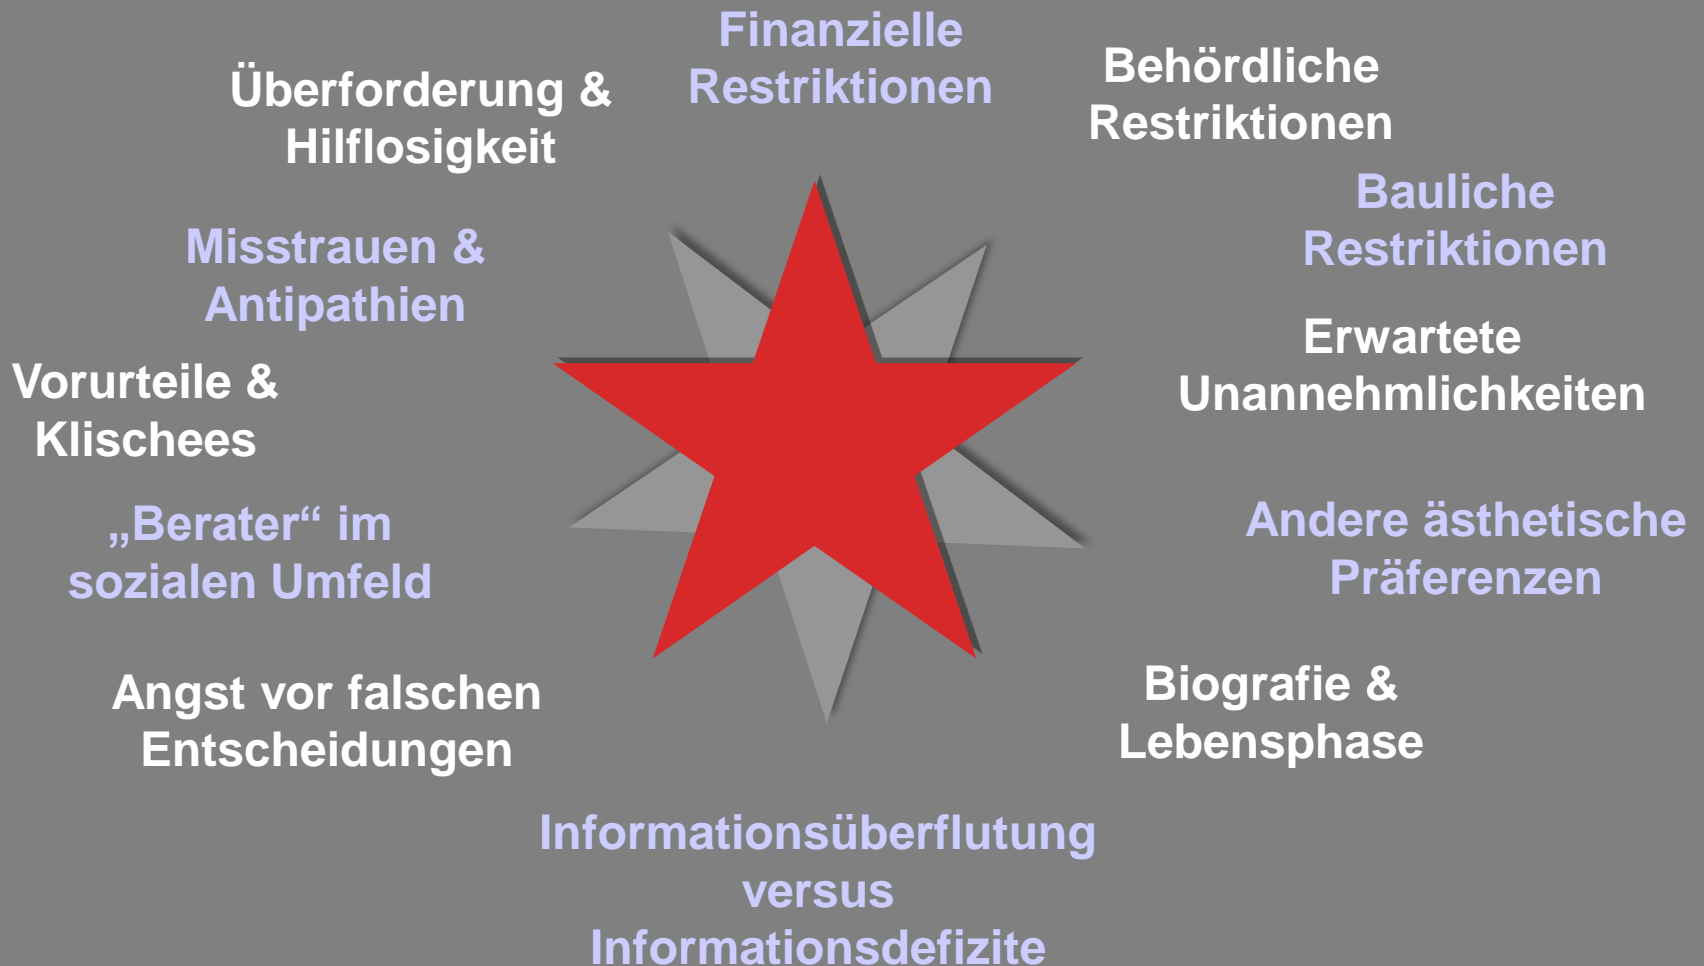 Finanzielle
Restriktionen
Behördliche
Restriktionen
Bauliche
Restriktionen
Erwartete
Unannehmlichkeiten
Andere ästhetische
Präferenzen
Biografie &
Lebensphase
Informationsüberflutung
versus
Informationsdefizite
Angst vor falschen
Entscheidungen
„Berater“ im
sozialen Umfeld
Vorurteile &
Klischees
Misstrauen &
Antipathien
Überforderung &
Hilflosigkeit